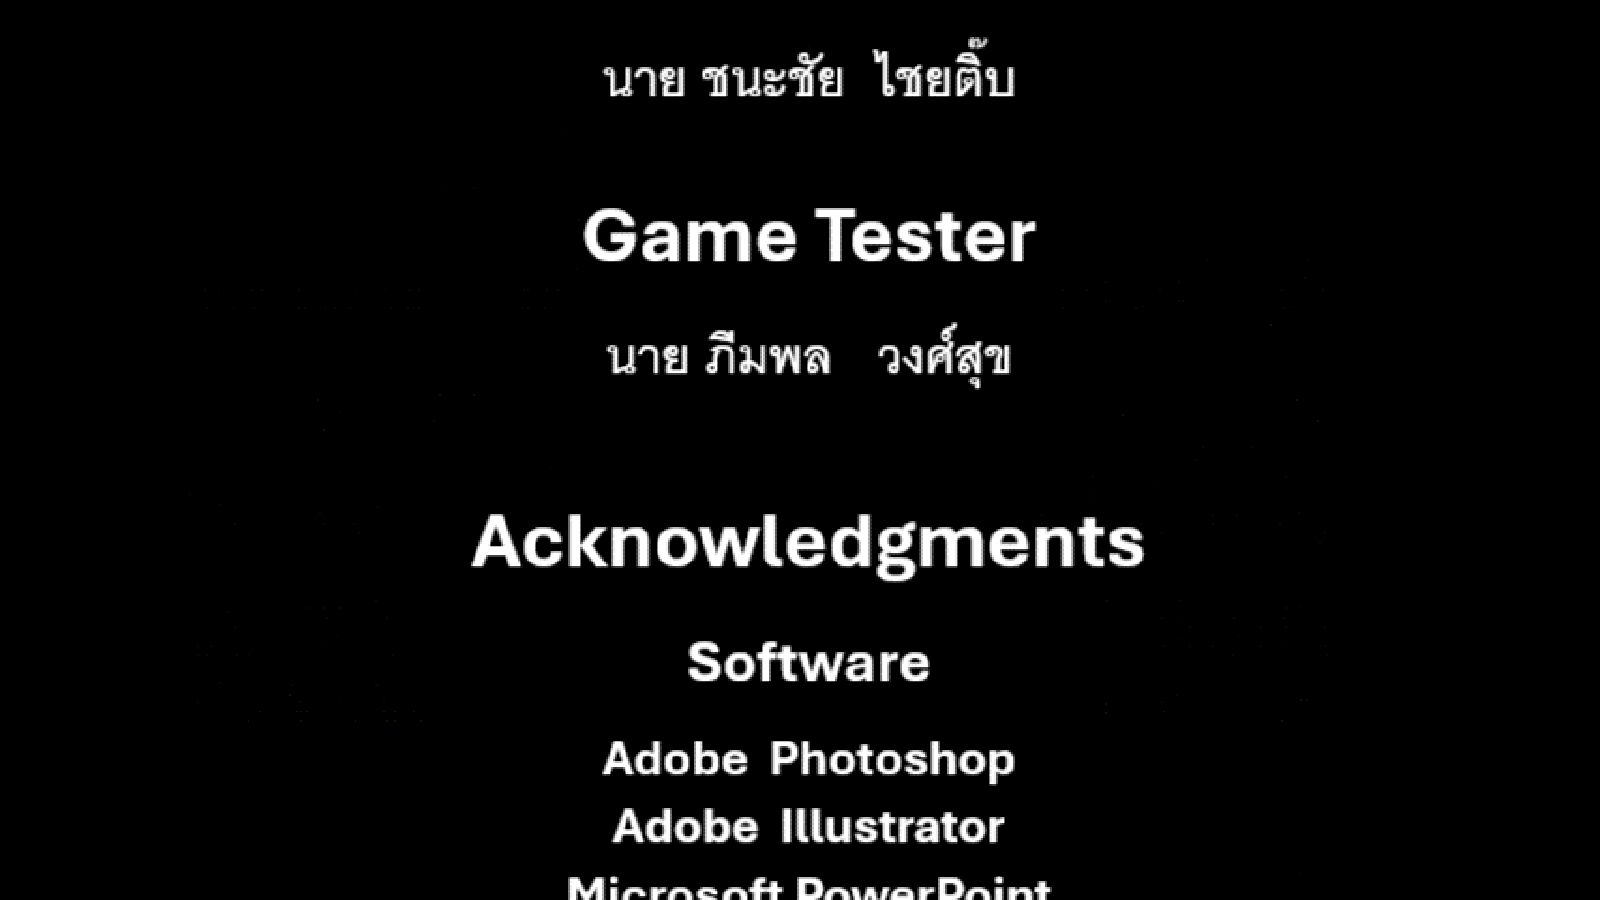 นาย ชนะชัย ไชยติ๊บ
Game Tester
นาย ภีมพล วงศ์สุข
Acknowledgments
Software
Adobe Photoshop
Adobe Illustrator
Microsoft PowerPoint